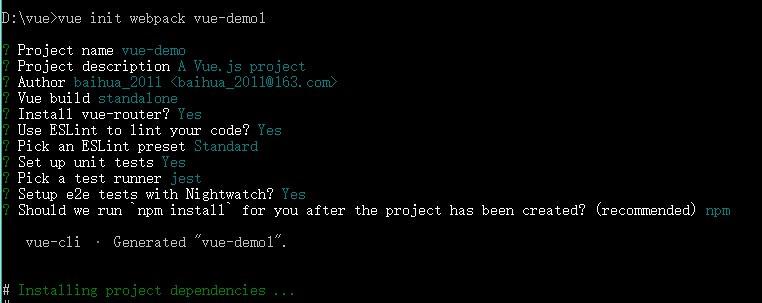 D:\vue>vue init webpack vue-demo1
? Project name vue-demo
? Project description A Vue.js project
? Author baihua_2011 <baihua_2011@163.com>
? Vue build standalone
? Install vue-router? Yes
? Use ESLint to lint your code? Yes
? Pick an ESLint preset Standard
? Set up unit tests Yes
? Pick a test runner jest
? Setup e2e tests with Nightwatch? Yes
? Should we run `npm install` for you after the project has been created? (recommended) npm
vue-cli · Generated "vue-demo1".
# Installing project dependencies ...
#